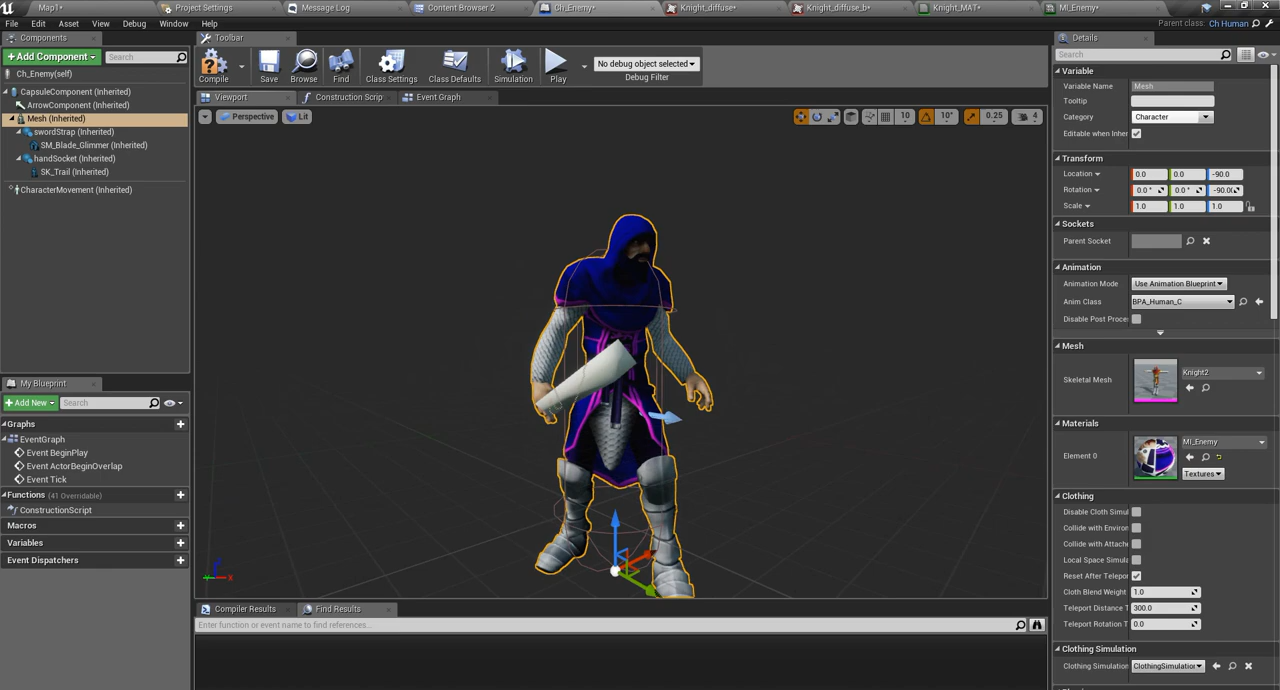 Map1*
Project Settings
Message Log
Content Browser 2
Ch_Enemy*
Knight_diffuse*
Knight_diffuse_b*
Knight_MAT*
MI_Enemy*
File Edit Asset View Debug Window Help
Parent class: Ch Human
Components
+Add Component
Search
Ch_Enemy(self)
CapsuleComponent (Inherited)
ArrowComponent (Inherited)
Mesh (Inherited)
swordStrap (Inherited)
SM_Blade_Glimmer (Inherited)
handSocket (Inherited)
SK_Trail (Inherited)
CharacterMovement (Inherited)
My Blueprint
+Add New
Search
Graphs
EventGraph
Event BeginPlay
Event ActorBeginOverlap
Event Tick
Functions (41 Overridable)
ConstructionScript
Macros
Variables
Event Dispatchers
Toolbar
Compile
Save
Browse
Find
Class Settings
Class Defaults
Simulation
Play
No debug object selected
Debug Filter
Viewport
Construction Scrip
Event Graph
Perspective
Lit
10
10°
0.25
4
Compiler Results
Find Results
Enter function or event name to find references...
Details
Search
Variable
Variable Name Mesh
Tooltip
Category Character
Editable when Inher
Transform
Location 0.0 0.0 -90.0
Rotation 0.0 ° 0.0 ° -90.0(
Scale 1.0 1.0 1.0
Sockets
Parent Socket
Animation
Animation Mode Use Animation Blueprint
Anim Class BPA_Human_C
Disable Post Proce
Mesh
Skeletal Mesh Knight2
Materials
Element 0 MI_Enemy
Textures
Clothing
Disable Cloth Simul
Collide with Environ
Collide with Attache
Local Space Simula
Reset After Telepor
Cloth Blend Weight 1.0
Teleport Distance T 300.0
Teleport Rotation T 0.0
Clothing Simulation
Clothing Simulation ClothingSimulation